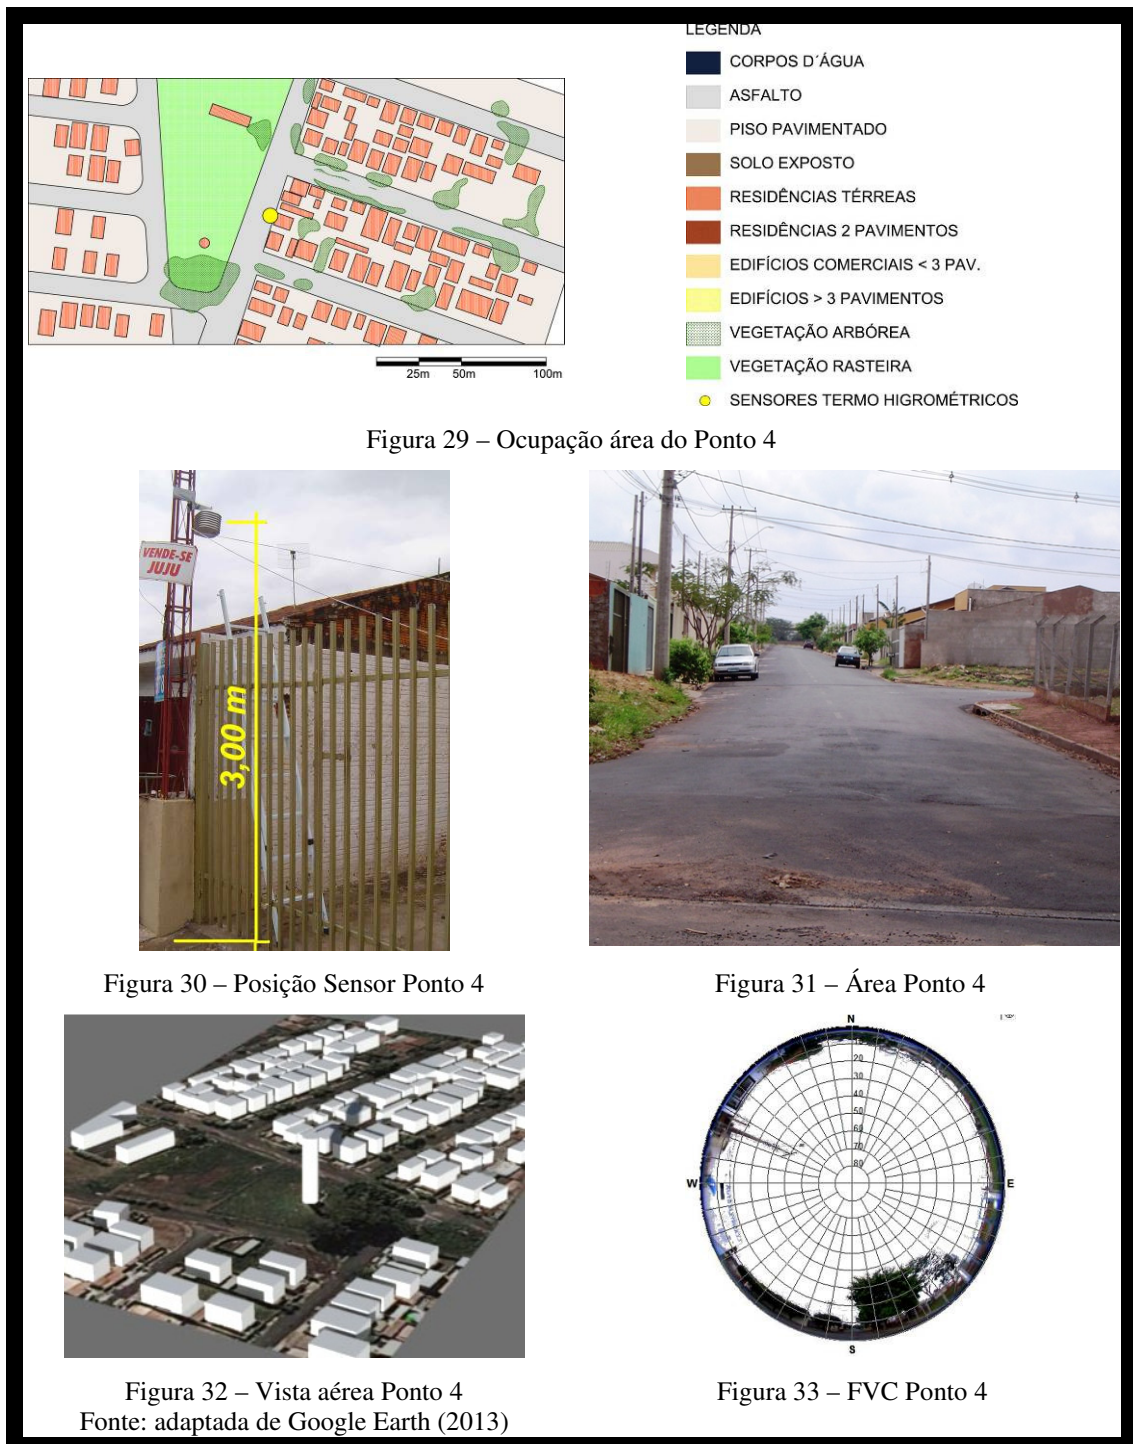 LEGENDA
CORPOS D´ÁGUA
ASFALTO
PISO PAVIMENTADO
SOLO EXPOSTO
RESIDÊNCIAS TÉRREAS
RESIDÊNCIAS 2 PAVIMENTOS
EDIFÍCIOS COMERCIAIS < 3 PAV.
EDIFÍCIOS > 3 PAVIMENTOS
VEGETAÇÃO ARBÓREA
VEGETAÇÃO RASTEIRA
SENSORES TERMO HIGROMÉTRICOS
25m 50m 100m
Figura 29 – Ocupação área do Ponto 4
VENDE-SE
JUJU
3,00 m
Figura 30 – Posição Sensor Ponto 4
Figura 31 – Área Ponto 4
N
20
30
40
50
60
70
80
W
E
S
Figura 32 – Vista aérea Ponto 4
Fonte: adaptada de Google Earth (2013)
Figura 33 – FVC Ponto 4